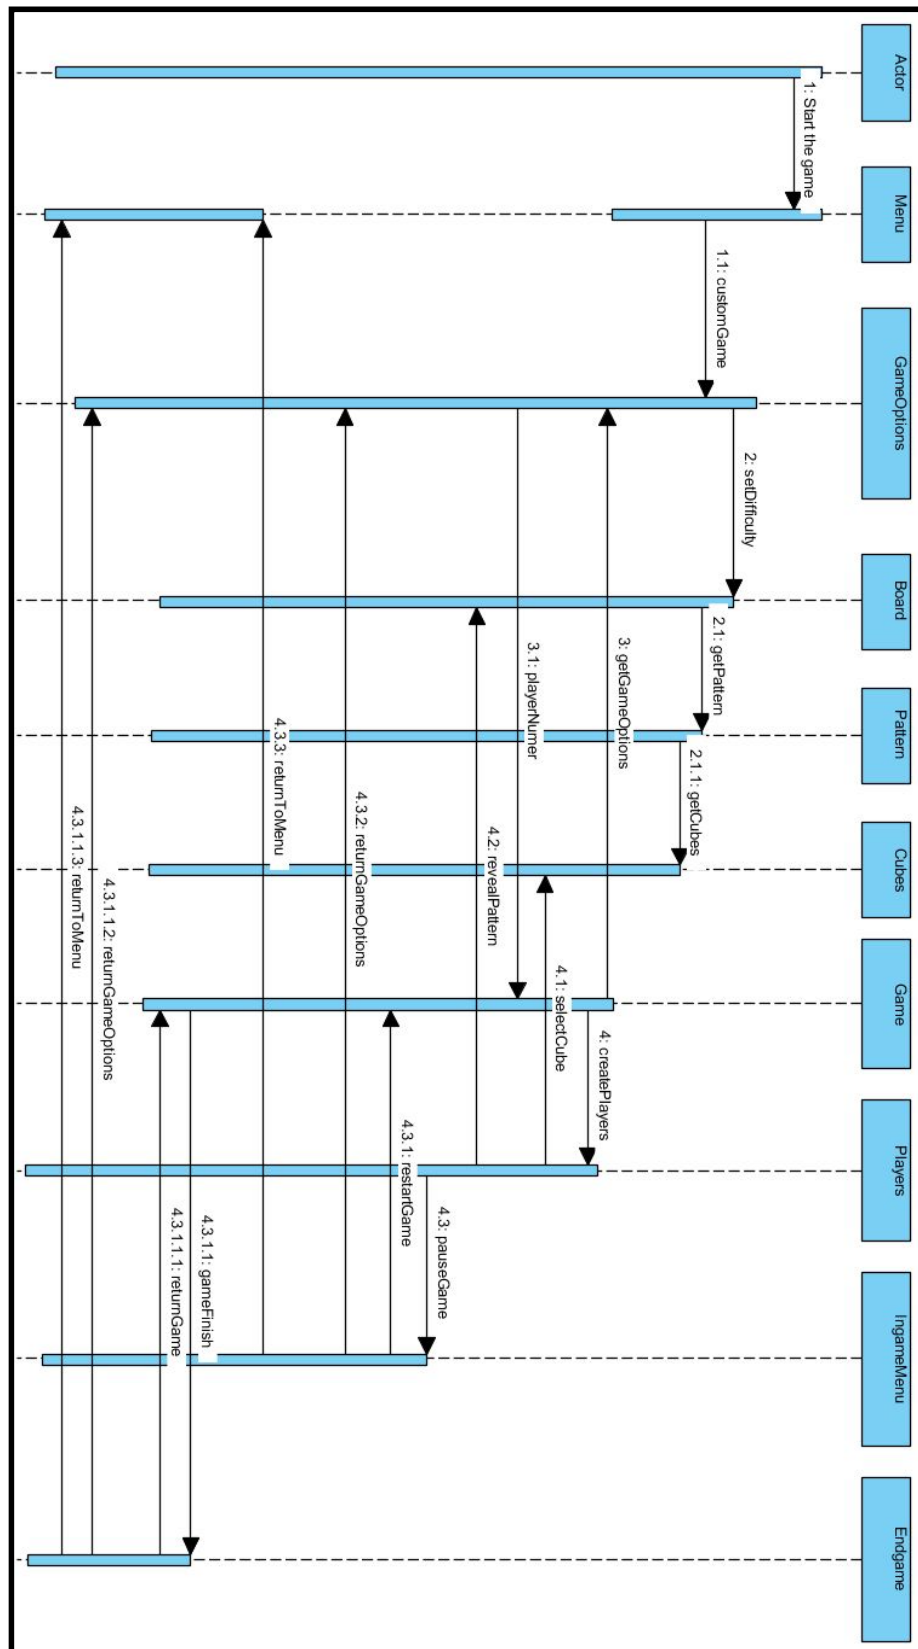 Actor
Menu
GameOptions
Board
Pattern
Cubes
Game
Players
IngameMenu
Endgame
1: Start the game
1.1: customGame
2: setDifficulty
2.1: getPattern
2.1.1: getCubes
3: getGameOptions
4: createPlayers
4.1: selectCube
3.1: playerNumer
4.2: revealPattern
4.3: pauseGame
4.3.1: restartGame
4.3.2: returnGameOptions
4.3.3: returnToMenu
4.3.1.1: gameFinish
4.3.1.1.1: returnGame
4.3.1.1.2: returnGameOptions
4.3.1.1.3: returnToMenu